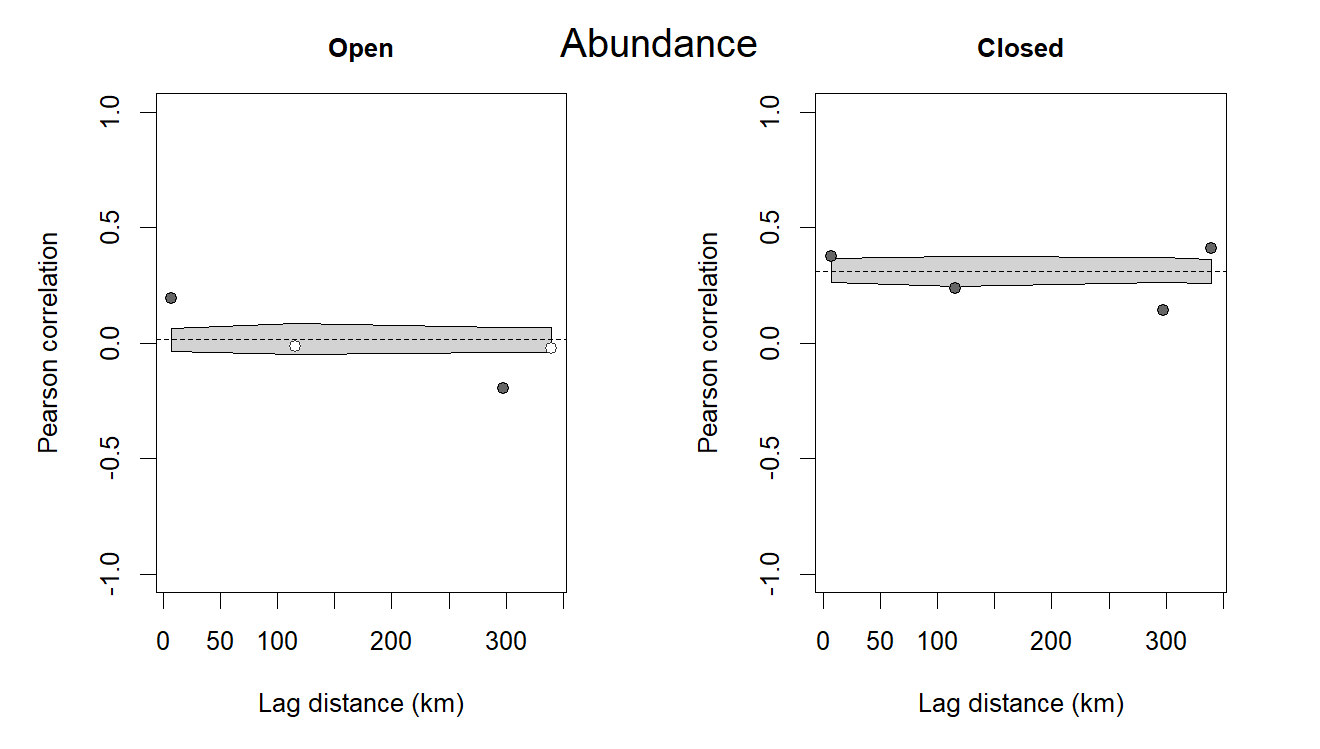 Abundance
Open
Closed
Pearson correlation
1.0
0.5
0.0
-0.5
-1.0
0 50 100 200 300
Lag distance (km)
Pearson correlation
1.0
0.5
0.0
-0.5
-1.0
0 50 100 200 300
Lag distance (km)